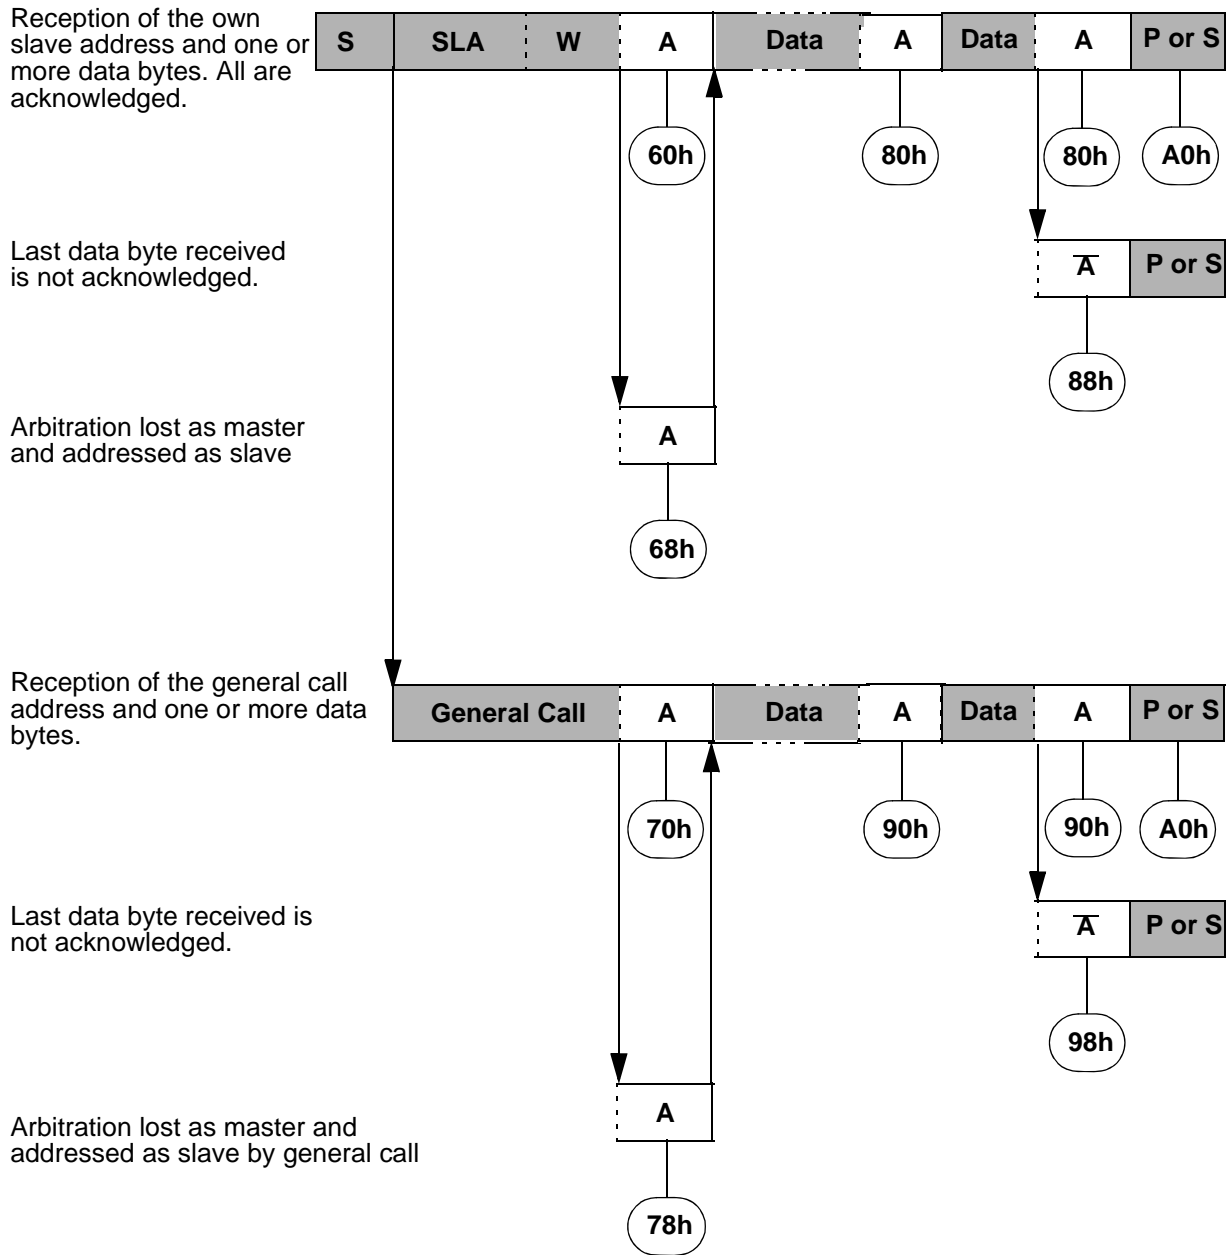 Reception of the own
slave address and one or
more data bytes. All are
acknowledged.
S SLA W A Data A Data A P or S
60h 80h 80h A0h
Last data byte received
is not acknowledged.
A̅ P or S
88h
Arbitration lost as master
and addressed as slave
A
68h
Reception of the general call
address and one or more data
bytes.
General Call A Data A Data A P or S
70h 90h 90h A0h
Last data byte received is
not acknowledged.
A̅ P or S
98h
Arbitration lost as master and
addressed as slave by general call
A
78h